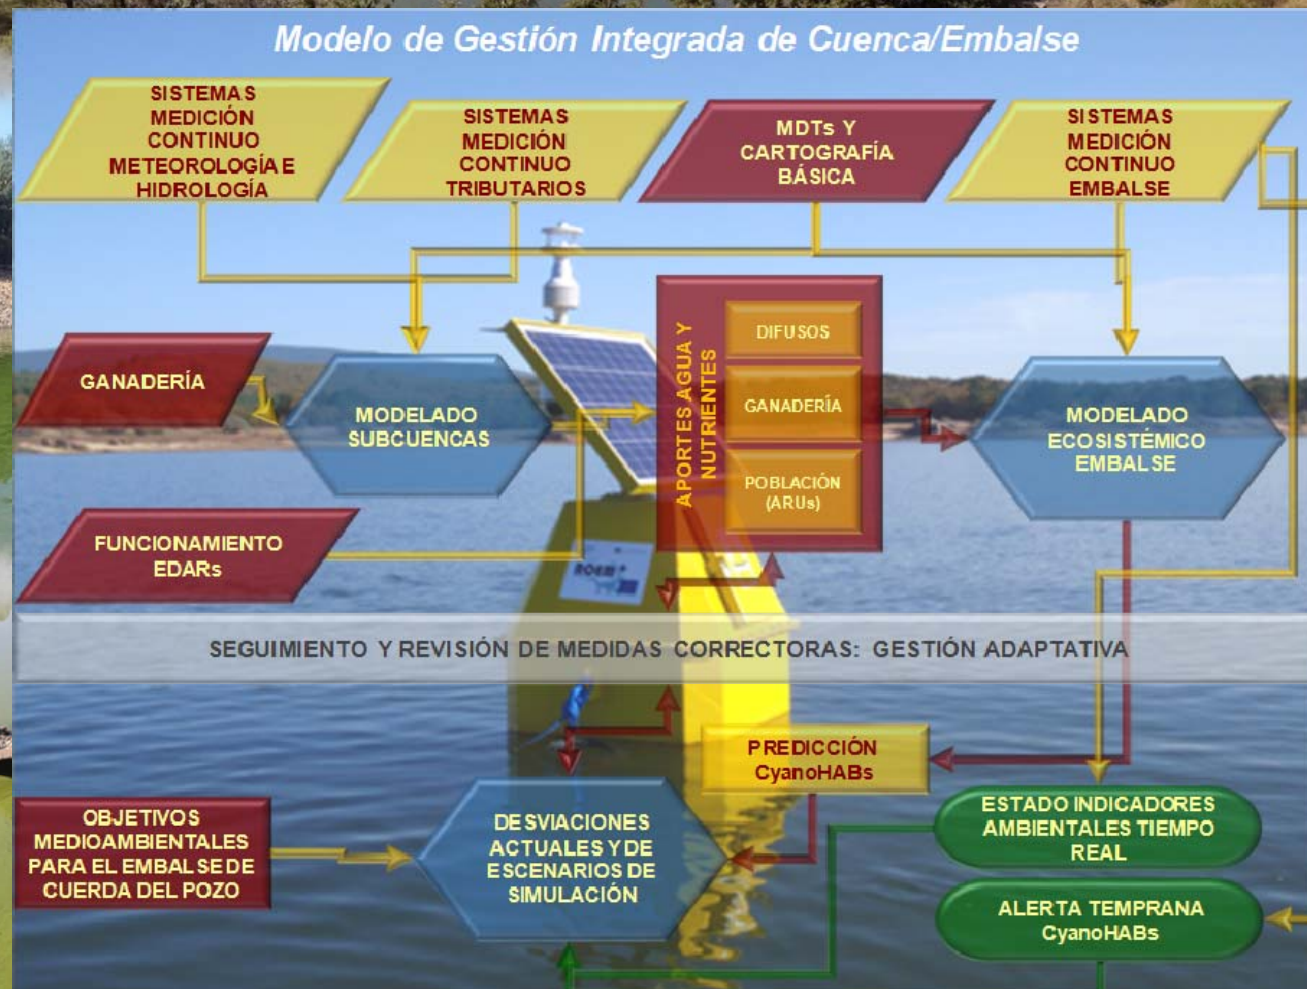 Modelo de Gestión Integrada de Cuenca/Embalse
SISTEMAS
MEDICIÓN
CONTINUO
METEOROLOGÍA E
HIDROLOGÍA
SISTEMAS
MEDICIÓN
CONTINUO
TRIBUTARIOS
MDTs Y
CARTOGRAFÍA
BÁSICA
SISTEMAS
MEDICIÓN
CONTINUO
EMBALSE
GANADERÍA
MODELADO
SUBCUENCAS
APORTES AGUA Y
NUTRIENTES
DIFUSOS
GANADERÍA
POBLACIÓN
(ARUs)
MODELADO
ECOSISTÉMICO
EMBALSE
FUNCIONAMIENTO
EDARs
SEGUIMIENTO Y REVISIÓN DE MEDIDAS CORRECTORAS: GESTIÓN ADAPTATIVA
PREDICCIÓN
CyanoHABs
OBJETIVOS
MEDIOAMBIENTALES
PARA EL EMBALSE DE
CUERDA DEL POZO
DESVIACIONES
ACTUALES Y DE
ESCENARIOS DE
SIMULACIÓN
ESTADO INDICADORES
AMBIENTALES TIEMPO
REAL
ALERTA TEMPRANA
CyanoHABs